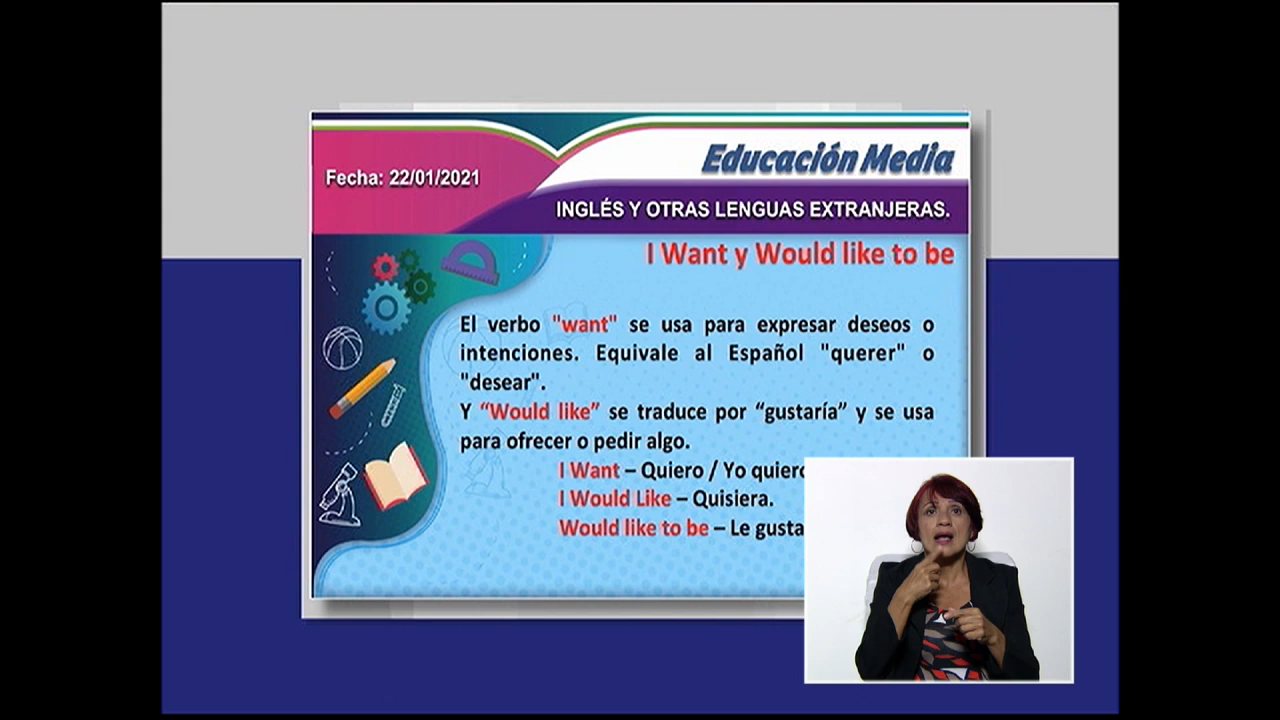 Educación Media
Fecha: 22/01/2021
INGLÉS Y OTRAS LENGUAS EXTRANJERAS.
I Want y Would like to be
El verbo "want" se usa para expresar deseos o
intenciones. Equivale al Español "querer" o
"desear".
Y “Would like” se traduce por “gustaría” y se usa
para ofrecer o pedir algo.
I Want – Quiero / Yo quiero
I Would Like – Quisiera.
Would like to be – Le